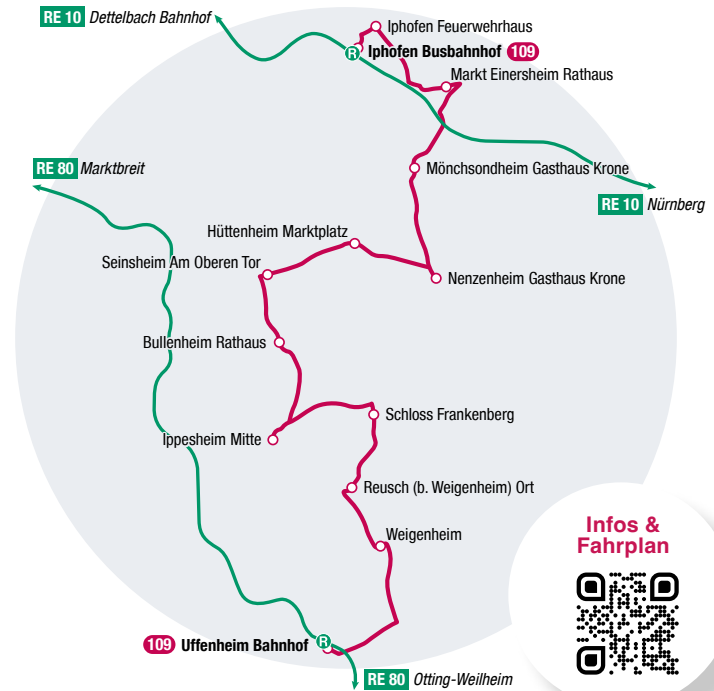 RE 10 Dettelbach Bahnhof
Iphofen Feuerwehrhaus
R Iphofen Busbahnhof 109
Markt Einersheim Rathaus
RE 80 Marktbreit
Mönchsondheim Gasthaus Krone
RE 10 Nürnberg
Hüttenheim Marktplatz
Seinsheim Am Oberen Tor
Nenzenheim Gasthaus Krone
Bullenheim Rathaus
Schloss Frankenberg
Ippesheim Mitte
Reusch (b. Weigenheim) Ort
Weigenheim
Infos &
Fahrplan
109 Uffenheim Bahnhof R
RE 80 Otting-Weilheim